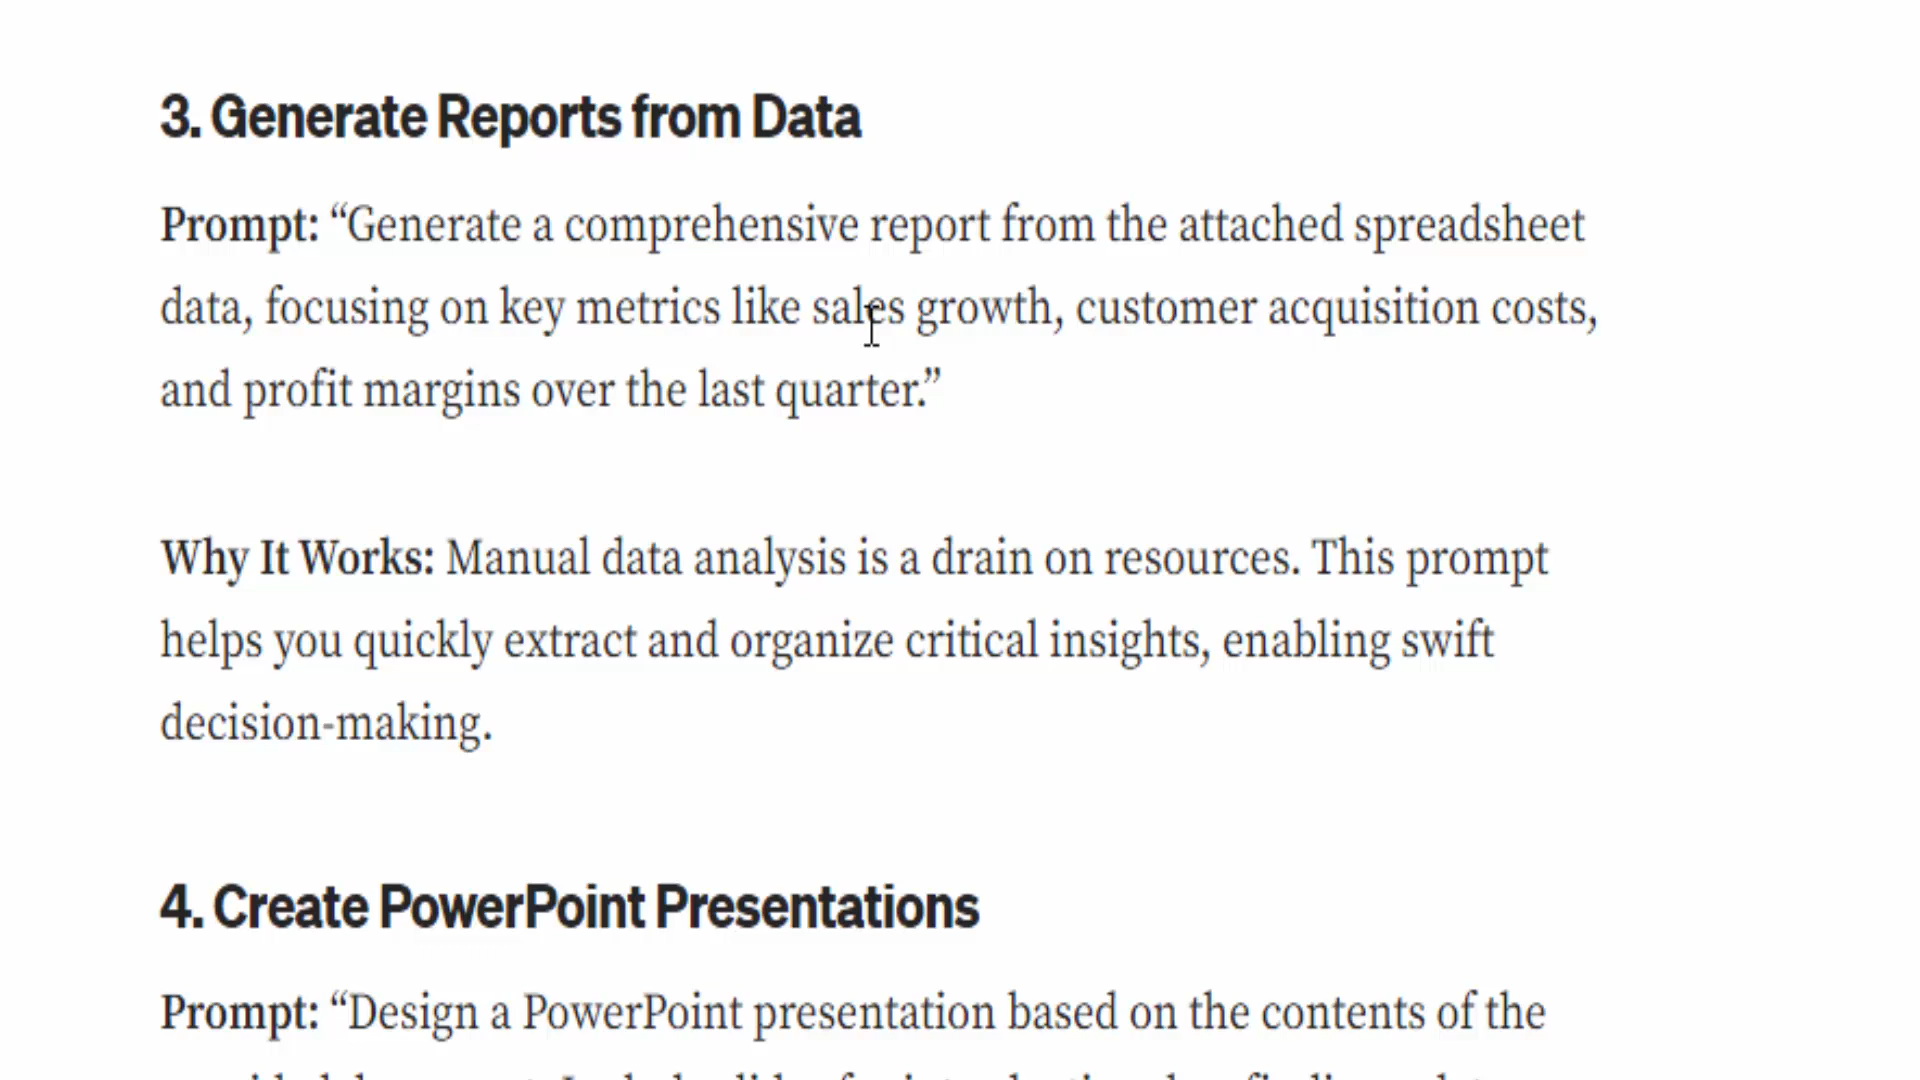 3. Generate Reports from Data
Prompt: “Generate a comprehensive report from the attached spreadsheet
data, focusing on key metrics like sales growth, customer acquisition costs,
and profit margins over the last quarter.”
Why It Works: Manual data analysis is a drain on resources. This prompt
helps you quickly extract and organize critical insights, enabling swift
decision-making.
4. Create PowerPoint Presentations
Prompt: “Design a PowerPoint presentation based on the contents of the